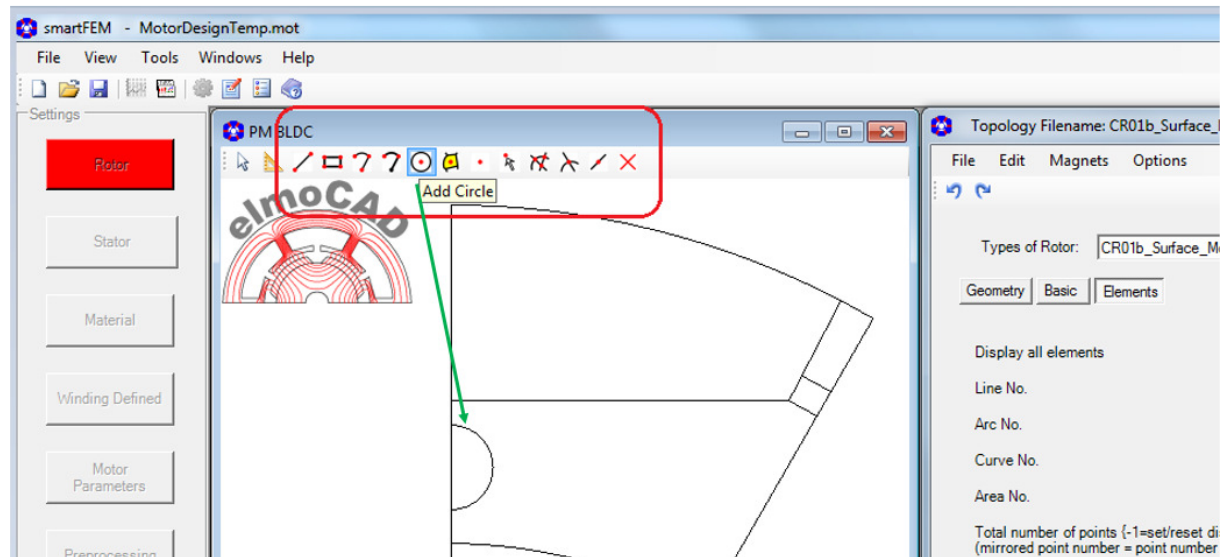 smartFEM - MotorDesignTemp.mot
File View Tools Windows Help
Settings
Rotor
Stator
Material
Winding Defined
Motor
Parameters
Preprocessing
PM BLDC
Add Circle
elmoCAD
Topology Filename: CR01b_Surface_
File Edit Magnets Options
Types of Rotor: CR01b_Surface_Mo
Geometry Basic Elements
Display all elements
Line No.
Arc No.
Curve No.
Area No.
Total number of points {-1=set/reset di
(mirrored point number = point number